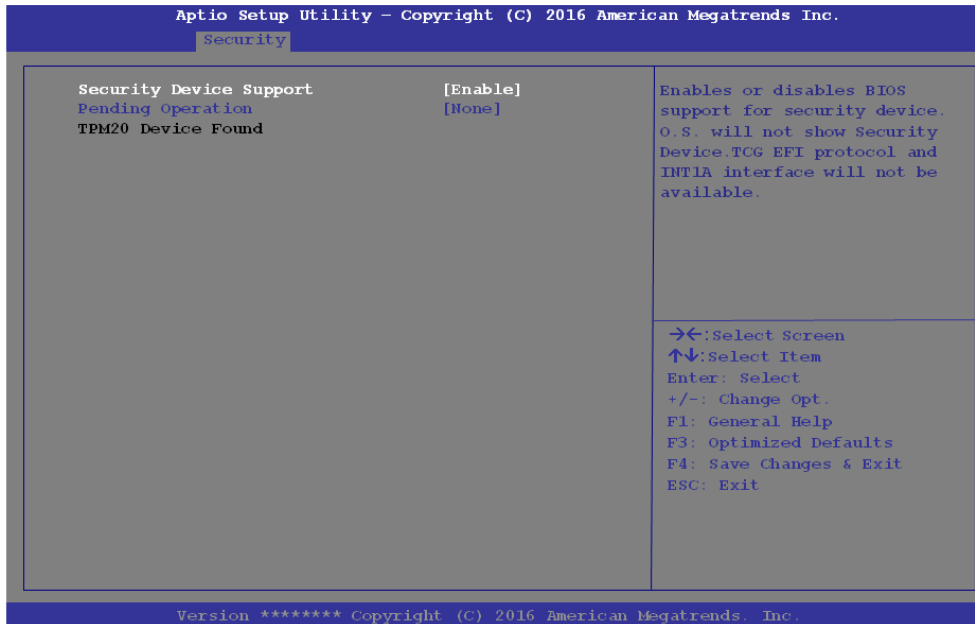 Aptio Setup Utility – Copyright (C) 2016 American Megatrends Inc.
Security
Security Device Support [Enable]
Pending Operation [None]
TPM20 Device Found
Enables or disables BIOS
support for security device.
O.S. will not show Security
Device.TCG EFI protocol and
INT1A interface will not be
available.
→←:Select Screen
↑↓:Select Item
Enter: Select
+/-: Change Opt.
F1: General Help
F3: Optimized Defaults
F4: Save Changes & Exit
ESC: Exit
Version ******** Copyright (C) 2016 American Megatrends. Inc.